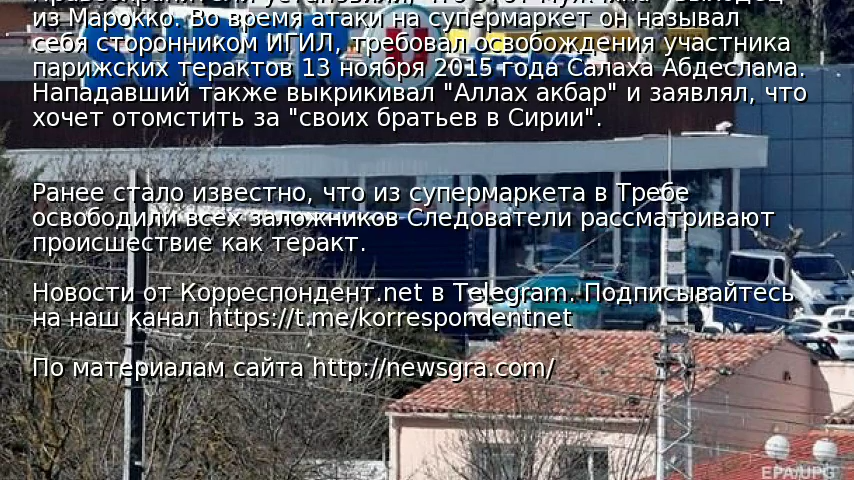 из Марокко. Во время атаки на супермаркет он называл
себя сторонником ИГИЛ, требовал освобождения участника
парижских терактов 13 ноября 2015 года Салаха Абдеслама.
Нападавший также выкрикивал "Аллах акбар" и заявлял, что
хочет отомстить за "своих братьев в Сирии".
Ранее стало известно, что из супермаркета в Требе
освободили всех заложников Следователи рассматривают
происшествие как теракт.
Новости от Корреспондент.net в Telegram. Подписывайтесь
на наш канал https://t.me/korrespondentnet
По материалам сайта http://newsgra.com/
EPA/UPG